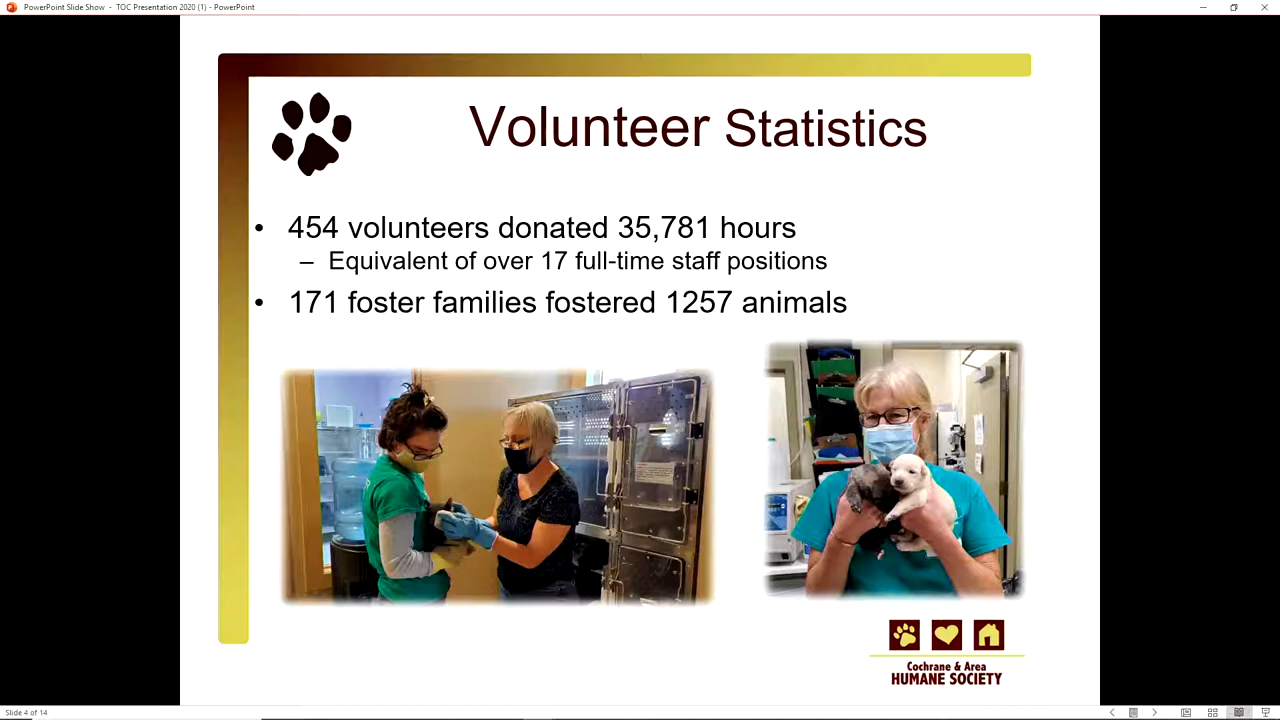 PowerPoint Slide Show - TOC Presentation 2020 (1) - PowerPoint
Volunteer Statistics
• 454 volunteers donated 35,781 hours
– Equivalent of over 17 full-time staff positions
• 171 foster families fostered 1257 animals
Cochrane & Area
HUMANE SOCIETY
Slide 4 of 14